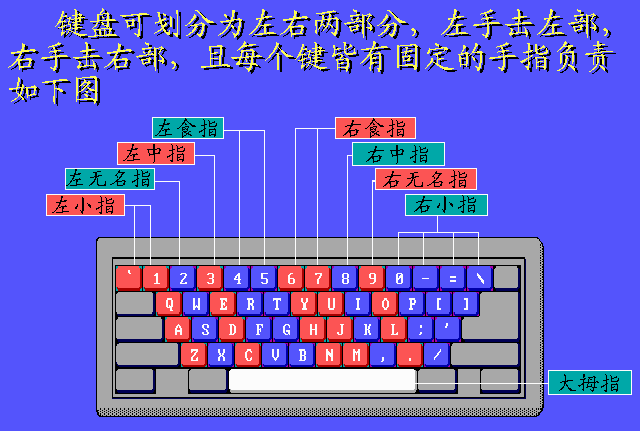 键盘可划分为左右两部分，左手击左部，
右手击右部，且每个键皆有固定的手指负责
如下图
左食指 右食指
左中指 右中指
左无名指 右无名指
左小指 右小指
` 1 2 3 4 5 6 7 8 9 0 - = \
Q W E R T Y U I O P [ ]
A S D F G H J K L ; '
Z X C V B N M , . /
大拇指